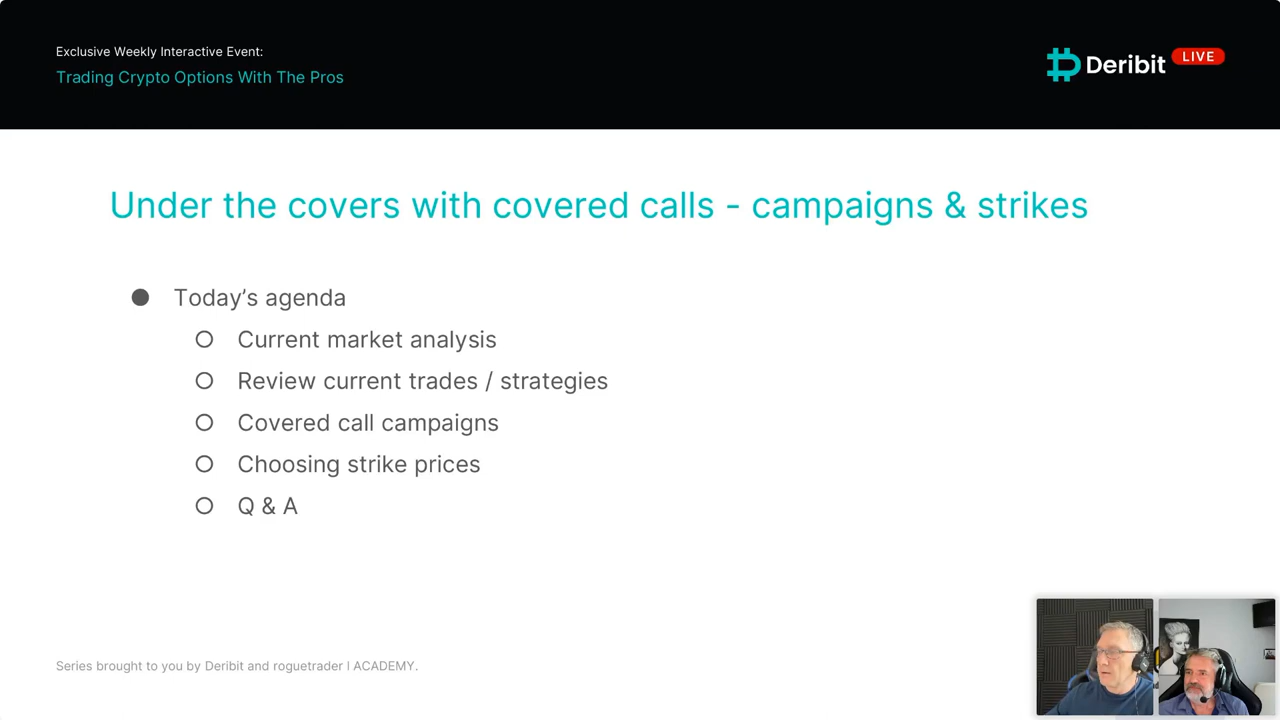 Exclusive Weekly Interactive Event:
Trading Crypto Options With The Pros
Deribit LIVE
Under the covers with covered calls - campaigns & strikes
Today’s agenda
Current market analysis
Review current trades / strategies
Covered call campaigns
Choosing strike prices
Q & A
Series brought to you by Deribit and roguetrader | ACADEMY.